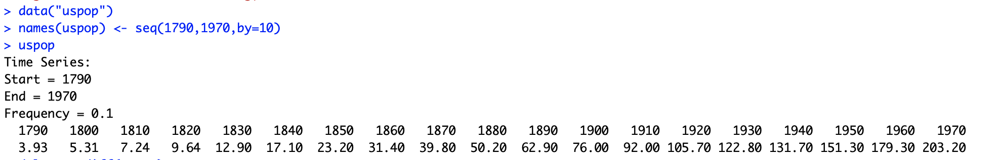 > data("uspop")
> names(uspop) <- seq(1790,1970,by=10)
> uspop
Time Series:
Start = 1790
End = 1970
Frequency = 0.1
1790 1800 1810 1820 1830 1840 1850 1860 1870 1880 1890 1900 1910 1920 1930 1940 1950 1960 1970
3.93 5.31 7.24 9.64 12.90 17.10 23.20 31.40 39.80 50.20 62.90 76.00 92.00 105.70 122.80 131.70 151.30 179.30 203.20